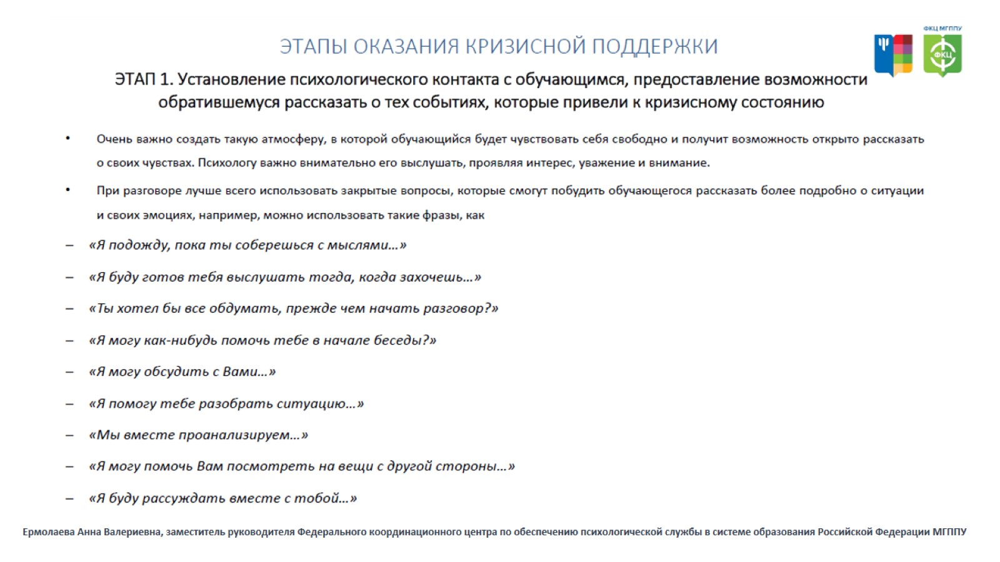 ФКЦ МГППУ
ЭТАПЫ ОКАЗАНИЯ КРИЗИСНОЙ ПОДДЕРЖКИ
ФКЦ
ЭТАП 1. Установление психологического контакта с обучающимся, предоставление возможности
обратившемуся рассказать о тех событиях, которые привели к кризисному состоянию
• Очень важно создать такую атмосферу, в которой обучающийся будет чувствовать себя свободно и получит возможность открыто рассказать
о своих чувствах. Психологу важно внимательно его выслушать, проявляя интерес, уважение и внимание.
• При разговоре лучше всего использовать закрытые вопросы, которые смогут побудить обучающегося рассказать более подробно о ситуации
и своих эмоциях, например, можно использовать такие фразы, как
– «Я подожду, пока ты соберешься с мыслями…»
– «Я буду готов тебя выслушать тогда, когда захочешь…»
– «Ты хотел бы все обдумать, прежде чем начать разговор?»
– «Я могу как-нибудь помочь тебе в начале беседы?»
– «Я могу обсудить с Вами…»
– «Я помогу тебе разобрать ситуацию…»
– «Мы вместе проанализируем…»
– «Я могу помочь Вам посмотреть на вещи с другой стороны…»
– «Я буду рассуждать вместе с тобой…»
Ермолаева Анна Валериевна, заместитель руководителя Федерального координационного центра по обеспечению психологической службы в системе образования Российской Федерации МГППУ